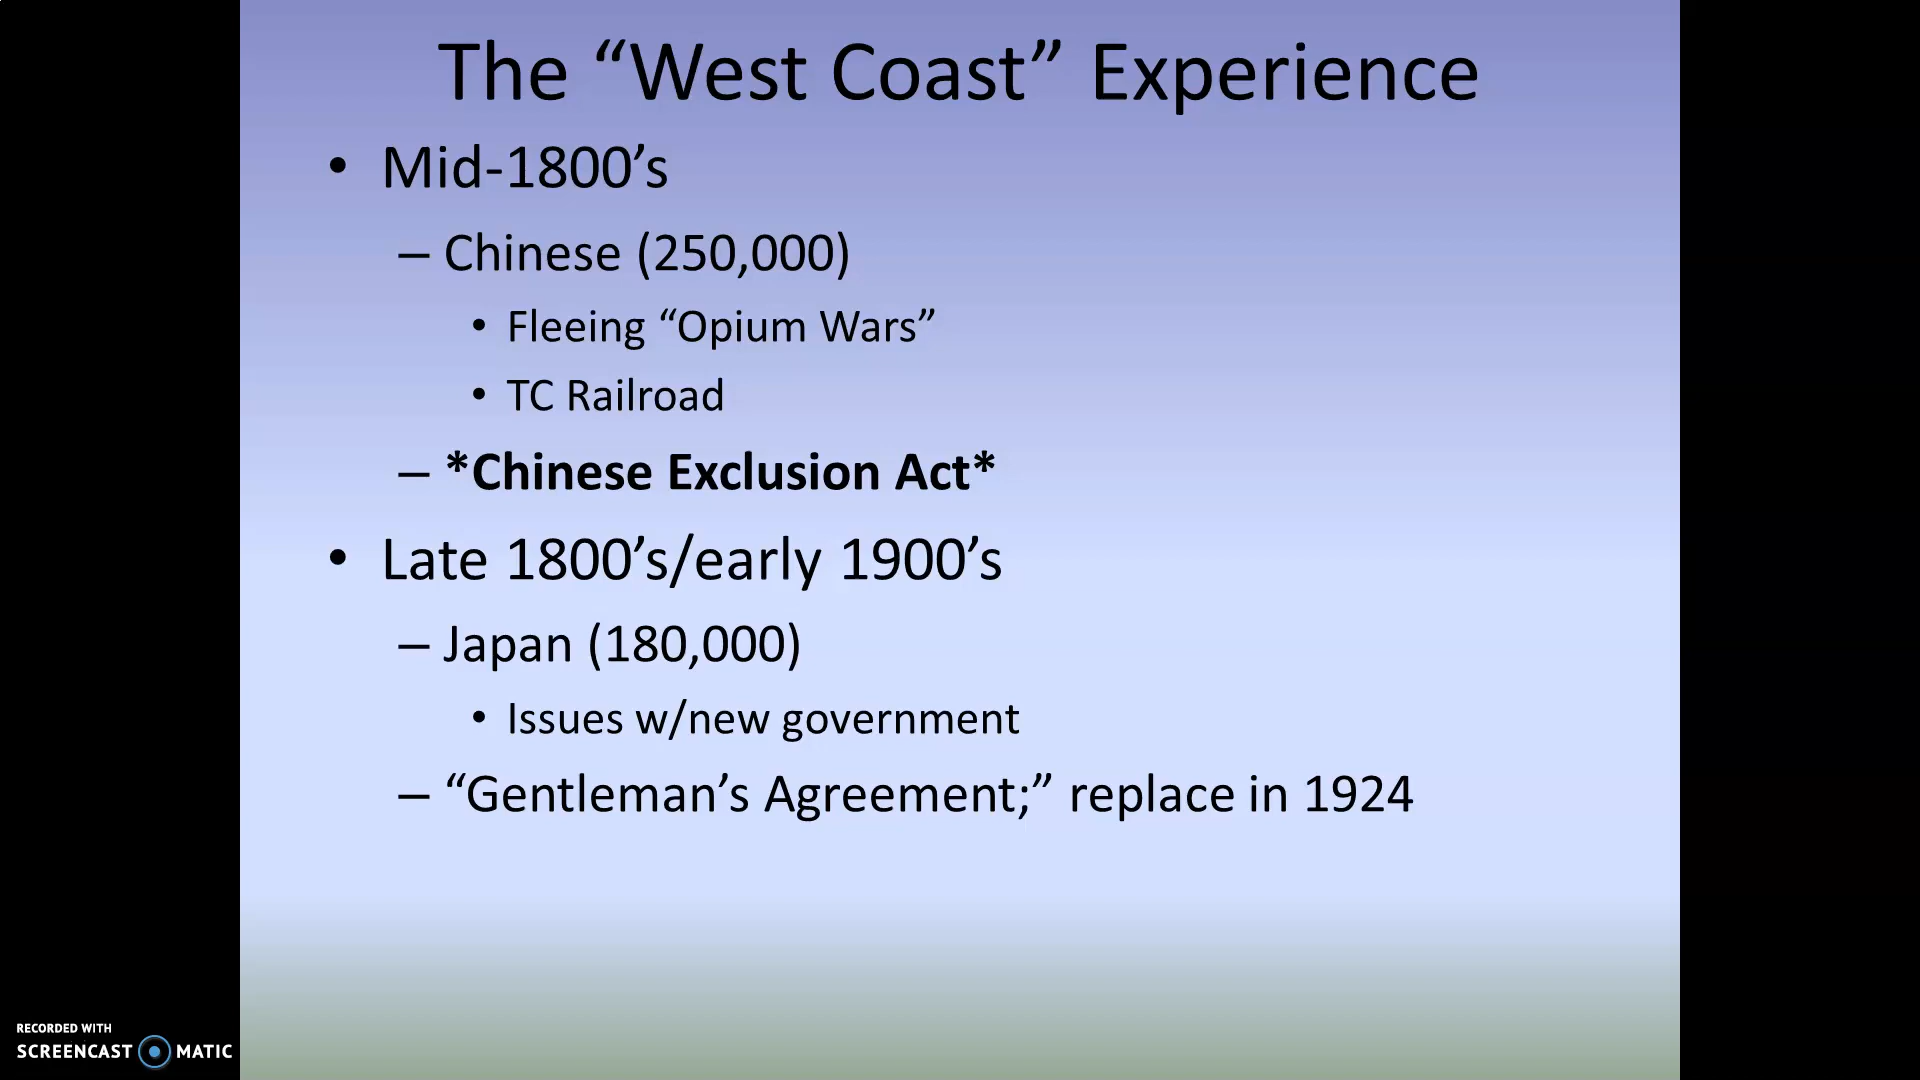 The “West Coast” Experience
• Mid-1800’s
– Chinese (250,000)
• Fleeing “Opium Wars”
• TC Railroad
– *Chinese Exclusion Act*
• Late 1800’s/early 1900’s
– Japan (180,000)
• Issues w/new government
– “Gentleman’s Agreement;” replace in 1924
RECORDED WITH
SCREENCAST MATIC